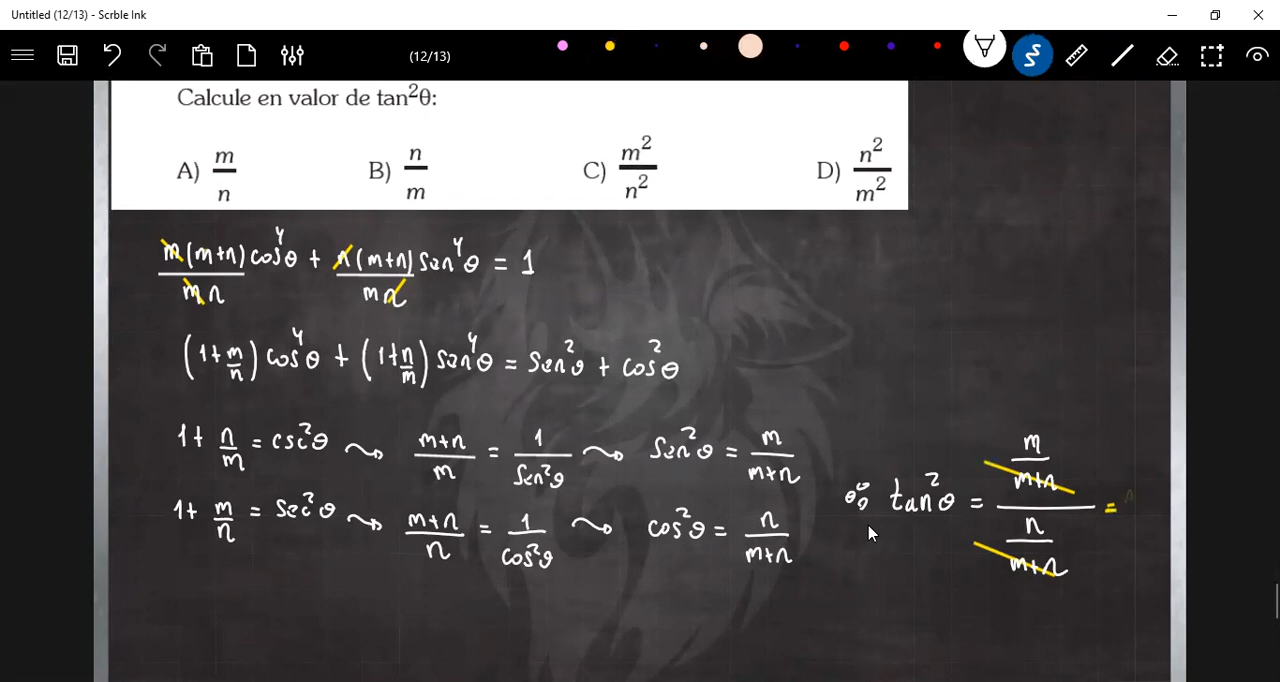 Untitled (12/13) - Scrble Ink
(12/13)
Calcule en valor de tan²θ:
A) m/n B) n/m C) m²/n² D) n²/m²
m(m+n)/mn cos⁴θ + n(m+n)/mn sen⁴θ = 1
(1+m/n) cos⁴θ + (1+n/m) sen⁴θ = sen²θ + cos²θ
1+ n/m = csc²θ ⤳ m+n/m = 1/sen²θ ⤳ sen²θ = m/m+n
1+ m/n = sec²θ ⤳ m+n/n = 1/cos²θ ⤳ cos²θ = n/m+n
tan²θ = (m/m+n)/(n/m+n) =